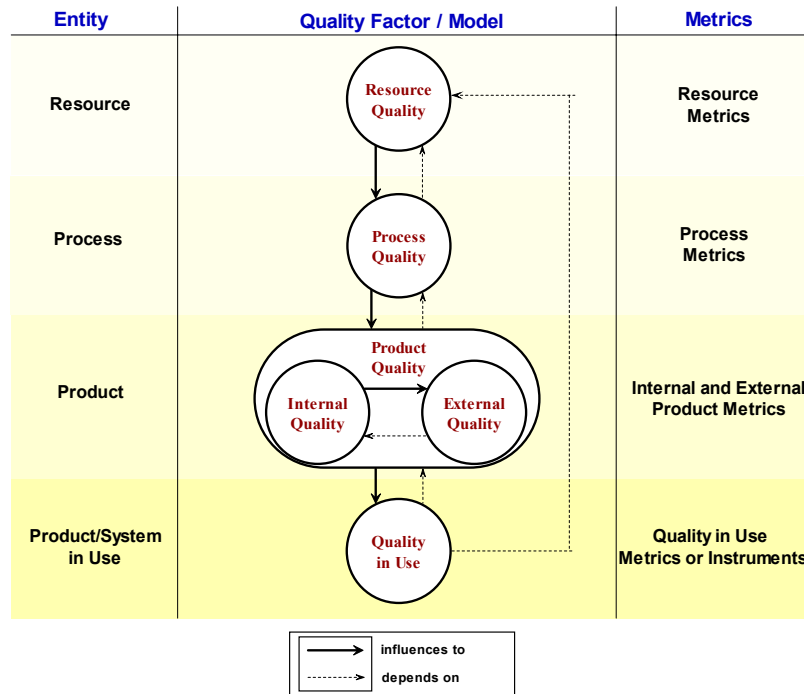 Entity
Quality Factor / Model
Metrics
Resource
Resource
Quality
Resource
Metrics
Process
Process
Quality
Process
Metrics
Product
Product
Quality
Internal
Quality
External
Quality
Internal and External
Product Metrics
Product/System
in Use
Quality
in Use
Quality in Use
Metrics or Instruments
influences to
depends on